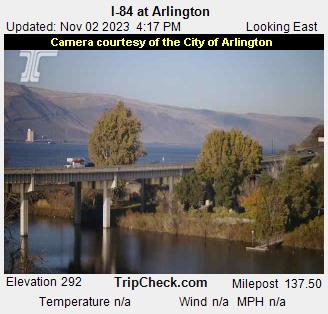 I-84 at Arlington
Updated: Nov 02 2023 4:17 PM Looking East
Camera courtesy of the City of Arlington
Elevation 292 TripCheck.com Milepost 137.50
Temperature n/a Wind n/a MPH n/a